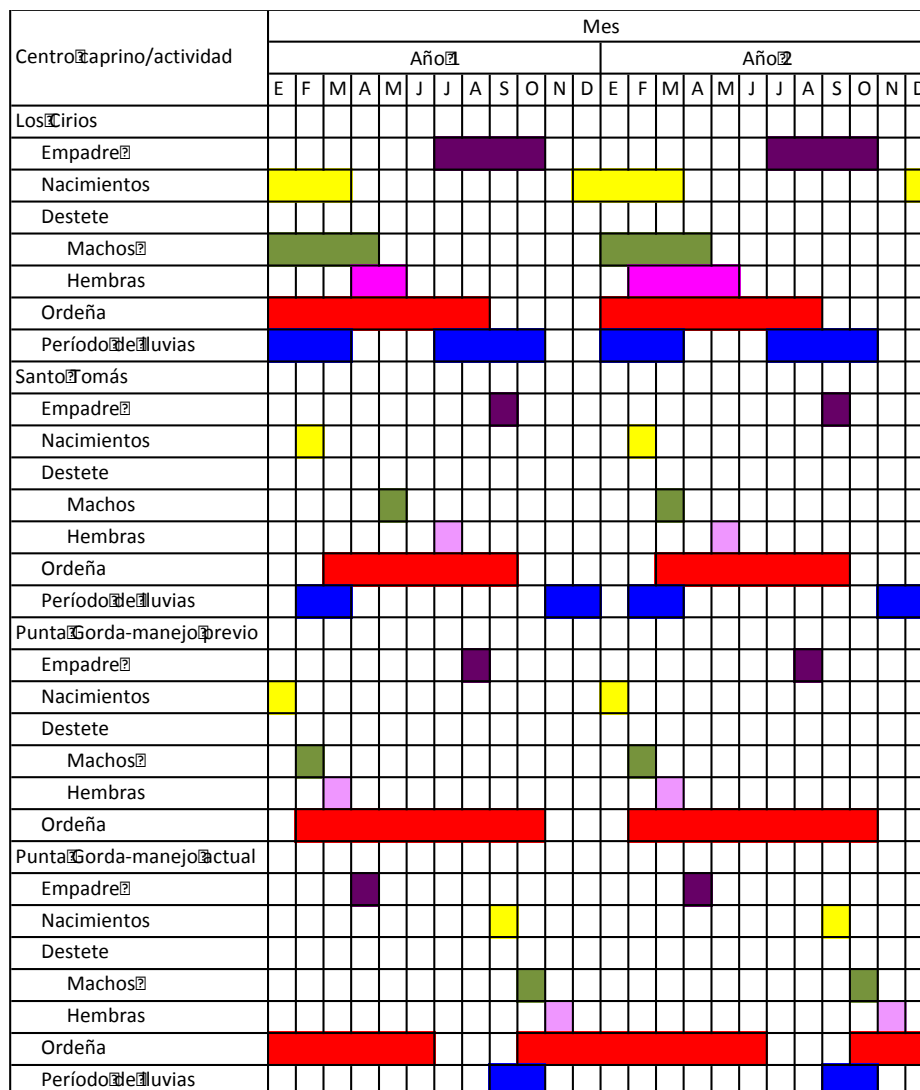 Mes
Centro caprino/actividad
Año 1 Año 2
E F M A M J J A S O N D E F M A M J J A S O N D
Los Cirios
Empadre
Nacimientos
Destete
Machos
Hembras
Ordeña
Período de lluvias
Santo Tomás
Empadre
Nacimientos
Destete
Machos
Hembras
Ordeña
Período de lluvias
Punta Gorda-manejo previo
Empadre
Nacimientos
Destete
Machos
Hembras
Ordeña
Punta Gorda-manejo actual
Empadre
Nacimientos
Destete
Machos
Hembras
Ordeña
Período de lluvias